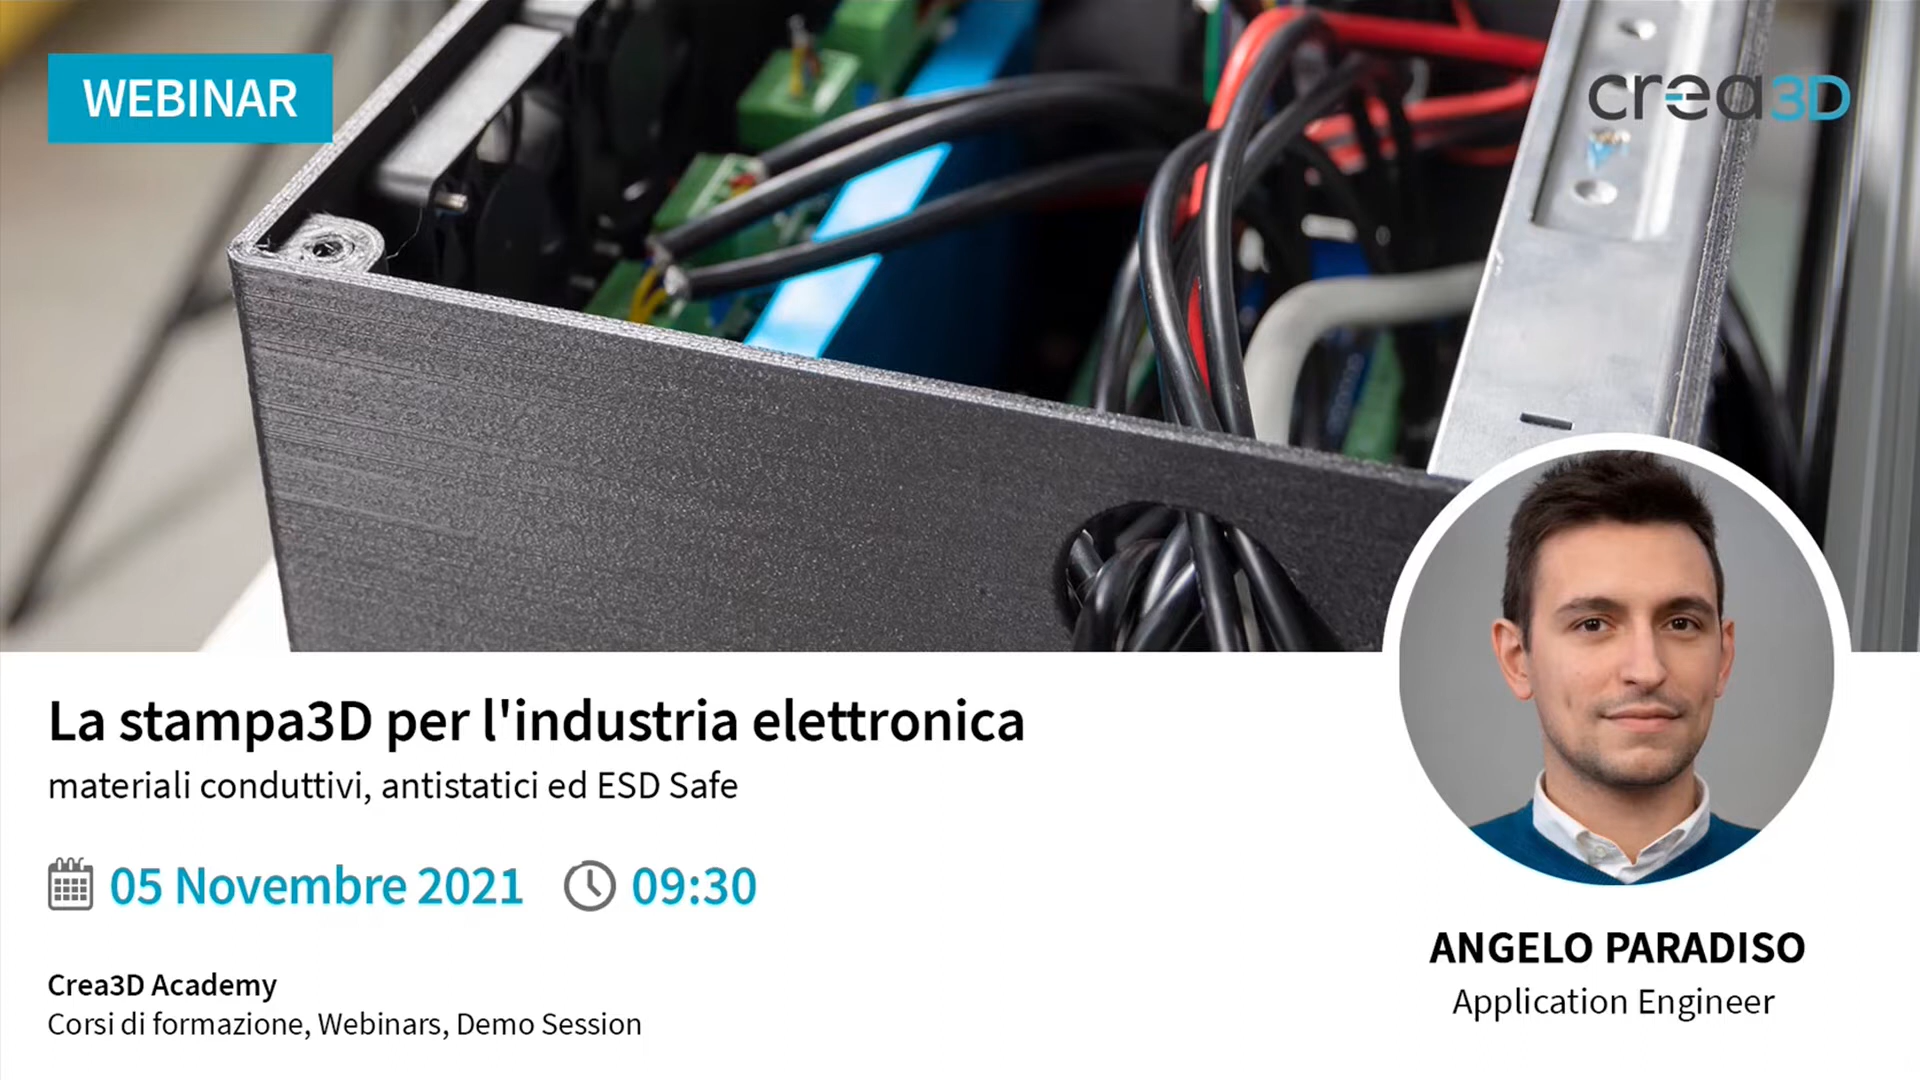 WEBINAR
crea3D
La stampa3D per l'industria elettronica
materiali conduttivi, antistatici ed ESD Safe
05 Novembre 2021 09:30
Crea3D Academy
Corsi di formazione, Webinars, Demo Session
ANGELO PARADISO
Application Engineer